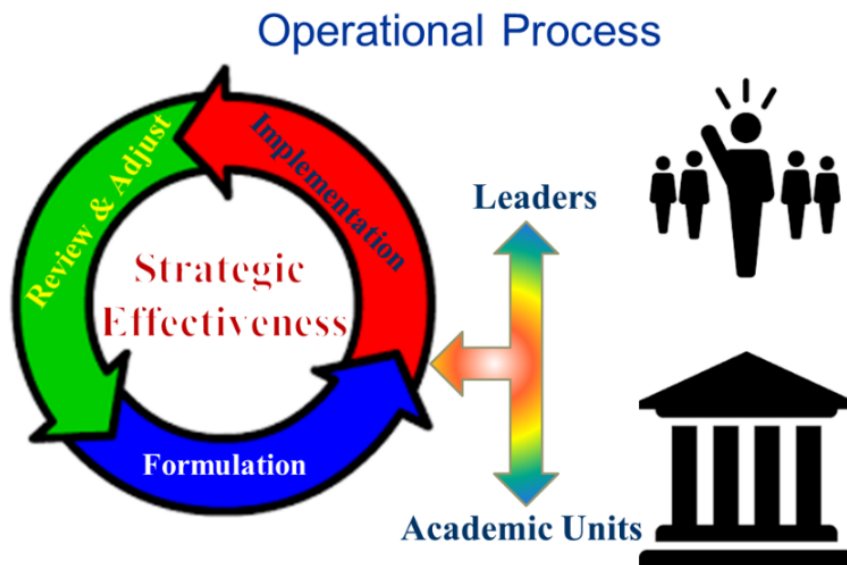 Operational Process
Implementation
Review & Adjust
Leaders
Strategic
Effectiveness
Formulation
Academic Units